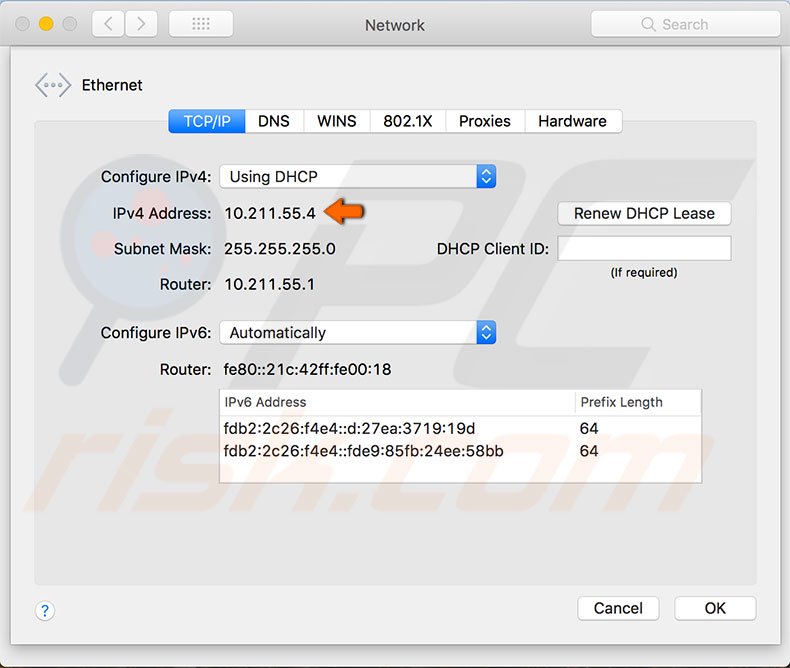 Network
Search
Ethernet
TCP/IP DNS WINS 802.1X Proxies Hardware
Configure IPv4: Using DHCP
IPv4 Address: 10.211.55.4
Renew DHCP Lease
Subnet Mask: 255.255.255.0
DHCP Client ID:
(If required)
Router: 10.211.55.1
Configure IPv6: Automatically
Router: fe80::21c:42ff:fe00:18
IPv6 Address Prefix Length
fdb2:2c26:f4e4::d:27ea:3719:19d 64
fdb2:2c26:f4e4::fde9:85fb:24ee:58bb 64
PC
risk.com
?
Cancel OK